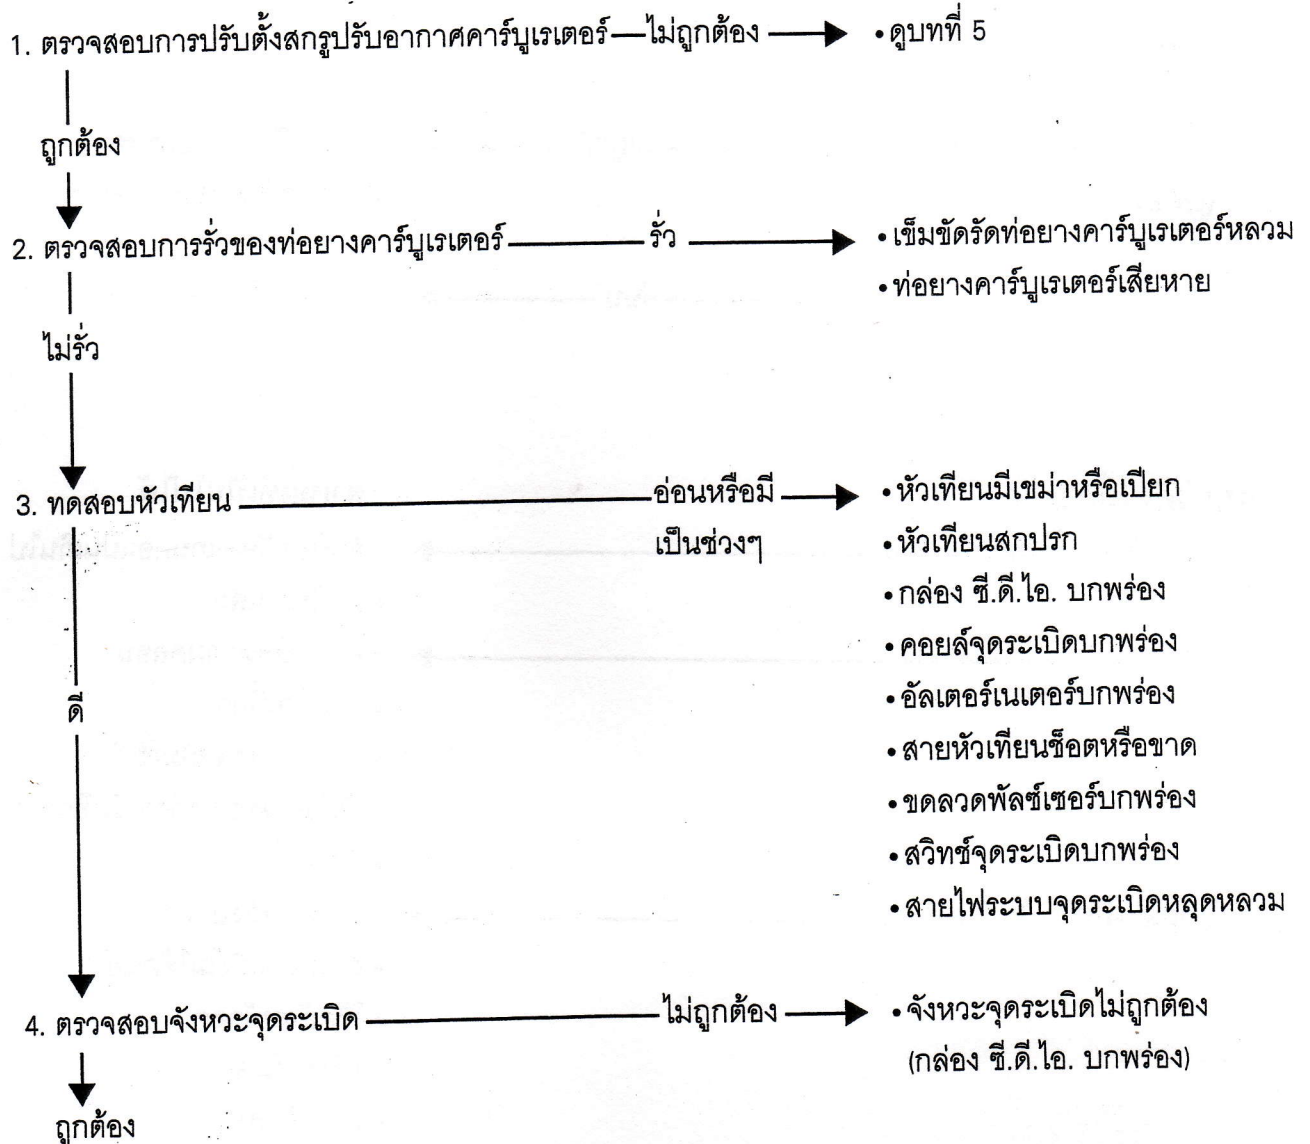 1. ตรวจสอบการปรับตั้งสกรูปรับอากาศคาร์บูเรเตอร์ ไม่ถูกต้อง • ดูบทที่ 5
ถูกต้อง
2. ตรวจสอบการรั่วของท่อยางคาร์บูเรเตอร์ รั่ว • เข็มขัดรัดท่อยางคาร์บูเรเตอร์หลวม
• ท่อยางคาร์บูเรเตอร์เสียหาย
ไม่รั่ว
3. ทดสอบหัวเทียน อ่อนหรือมี • หัวเทียนมีเขม่าหรือเปียก
เป็นช่วงๆ • หัวเทียนสกปรก
• กล่อง ซี.ดี.ไอ. บกพร่อง
• คอยล์จุดระเบิดบกพร่อง
ดี • อัลเตอร์เนเตอร์บกพร่อง
• สายหัวเทียนช็อตหรือขาด
• ขดลวดพัลซ์เซอร์บกพร่อง
• สวิทช์จุดระเบิดบกพร่อง
• สายไฟระบบจุดระเบิดหลุดหลวม
4. ตรวจสอบจังหวะจุดระเบิด ไม่ถูกต้อง • จังหวะจุดระเบิดไม่ถูกต้อง
(กล่อง ซี.ดี.ไอ. บกพร่อง)
ถูกต้อง